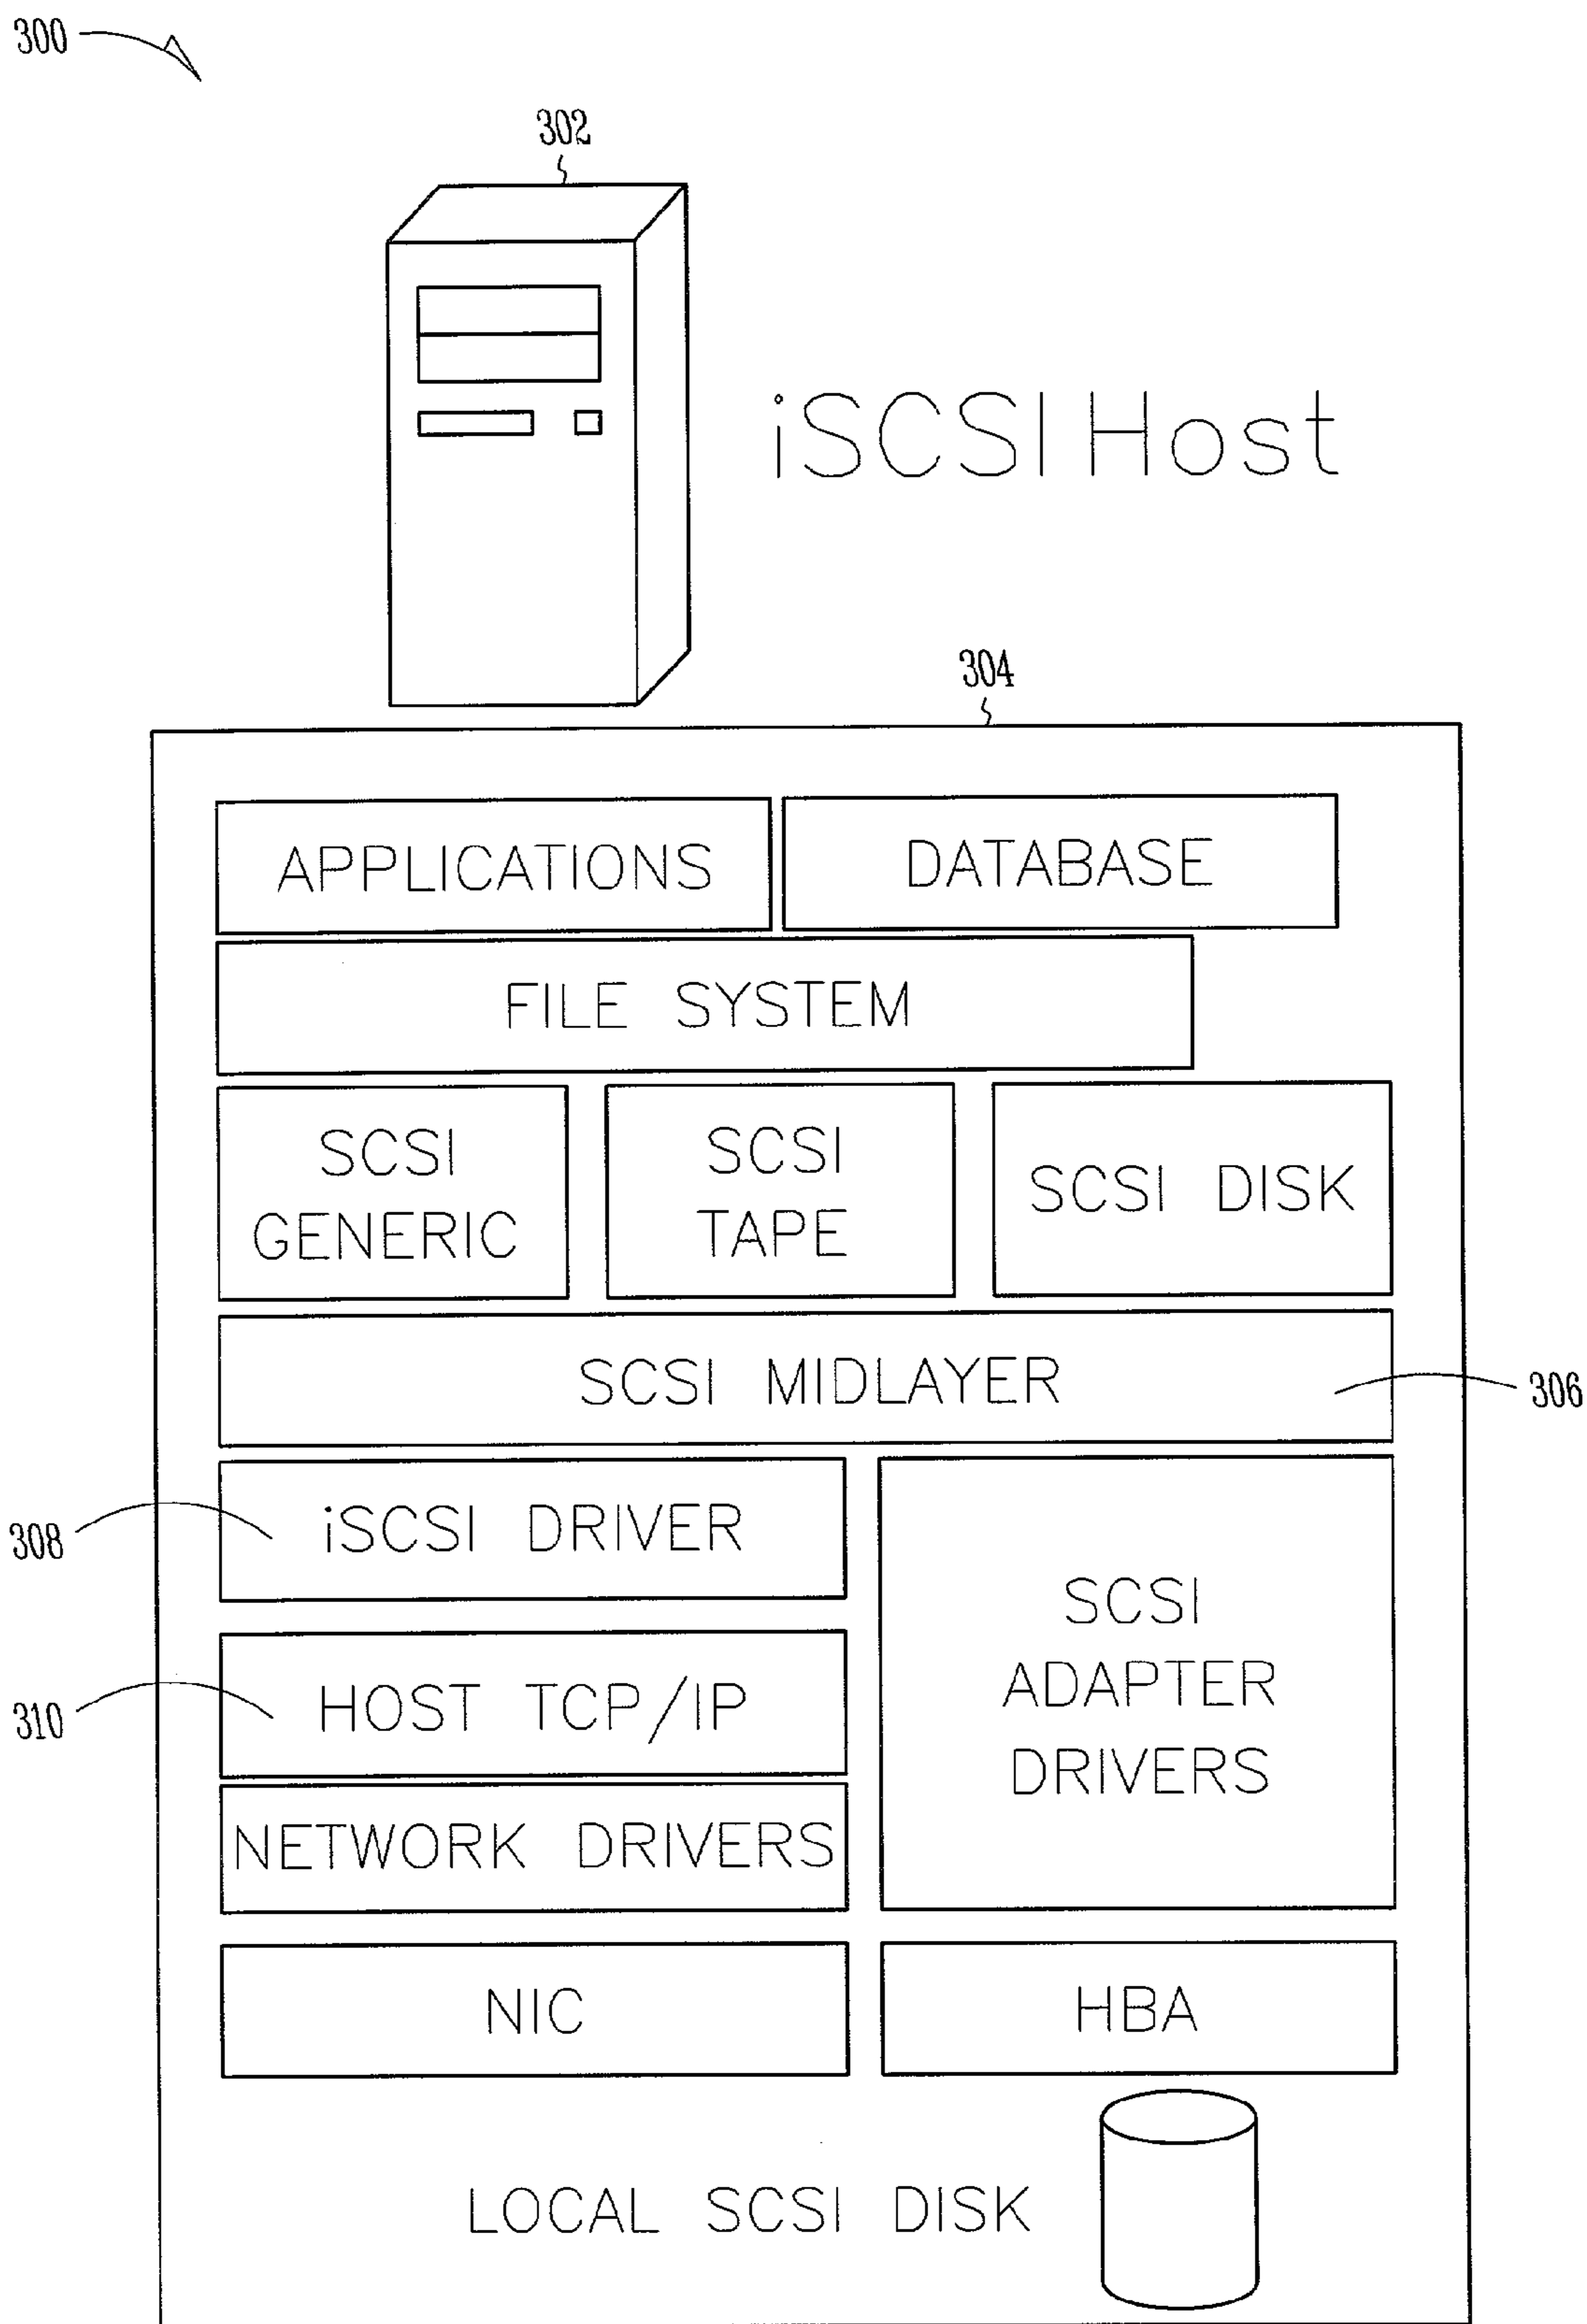 300
302
iSCSI Host
304
APPLICATIONS
DATABASE
FILE SYSTEM
SCSI
GENERIC
SCSI
TAPE
SCSI DISK
SCSI MIDLAYER
306
308
iSCSI DRIVER
SCSI
ADAPTER
DRIVERS
310
HOST TCP/IP
NETWORK DRIVERS
NIC
HBA
LOCAL SCSI DISK